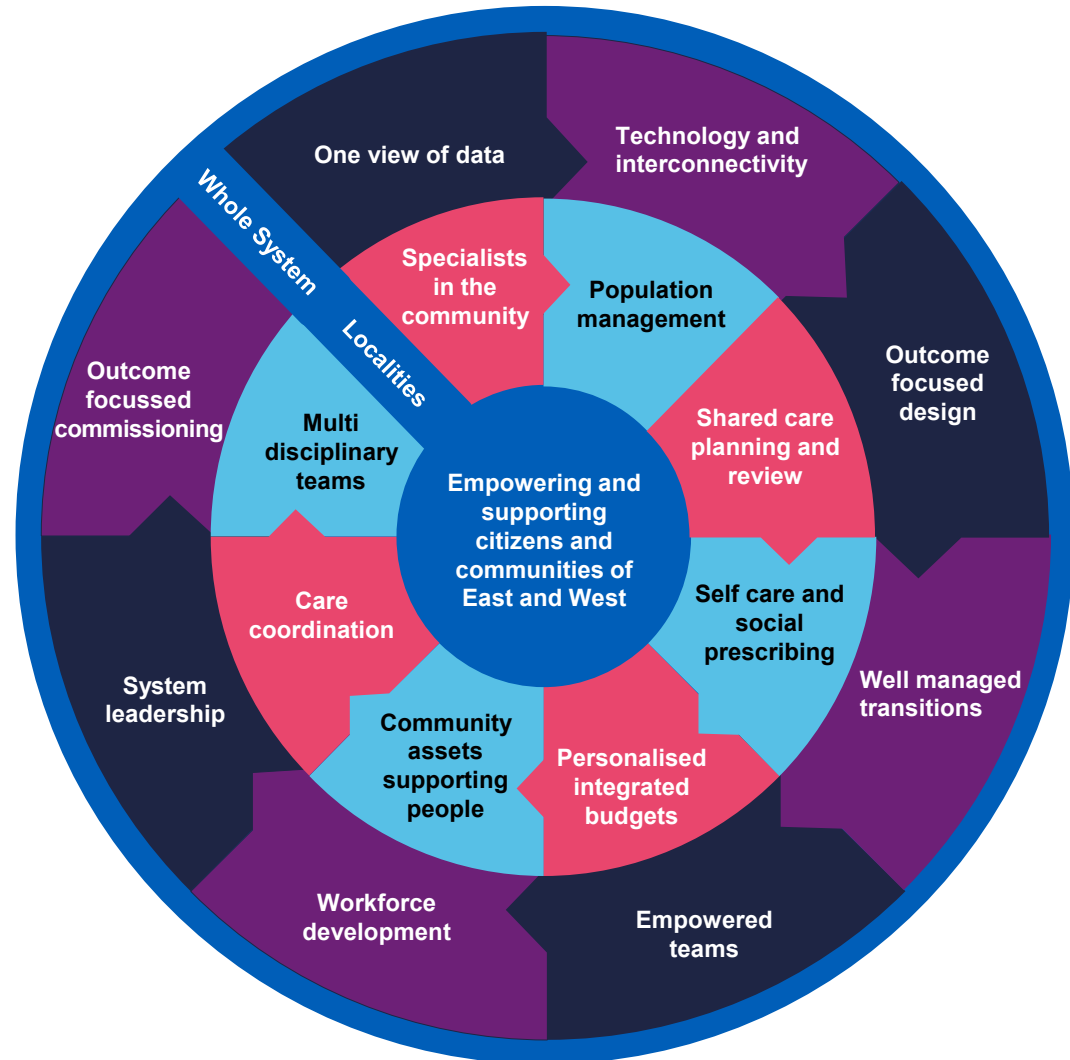 One view of data
Technology and
interconnectivity
Outcome
focused
design
Well managed
transitions
Empowered
teams
Workforce
development
System
leadership
Outcome
focussed
commissioning
Whole System
Localities
Specialists
in the
community
Population
management
Shared care
planning and
review
Self care and
social
prescribing
Personalised
integrated
budgets
Community
assets
supporting
people
Care
coordination
Multi
disciplinary
teams
Empowering and
supporting
citizens and
communities of
East and West